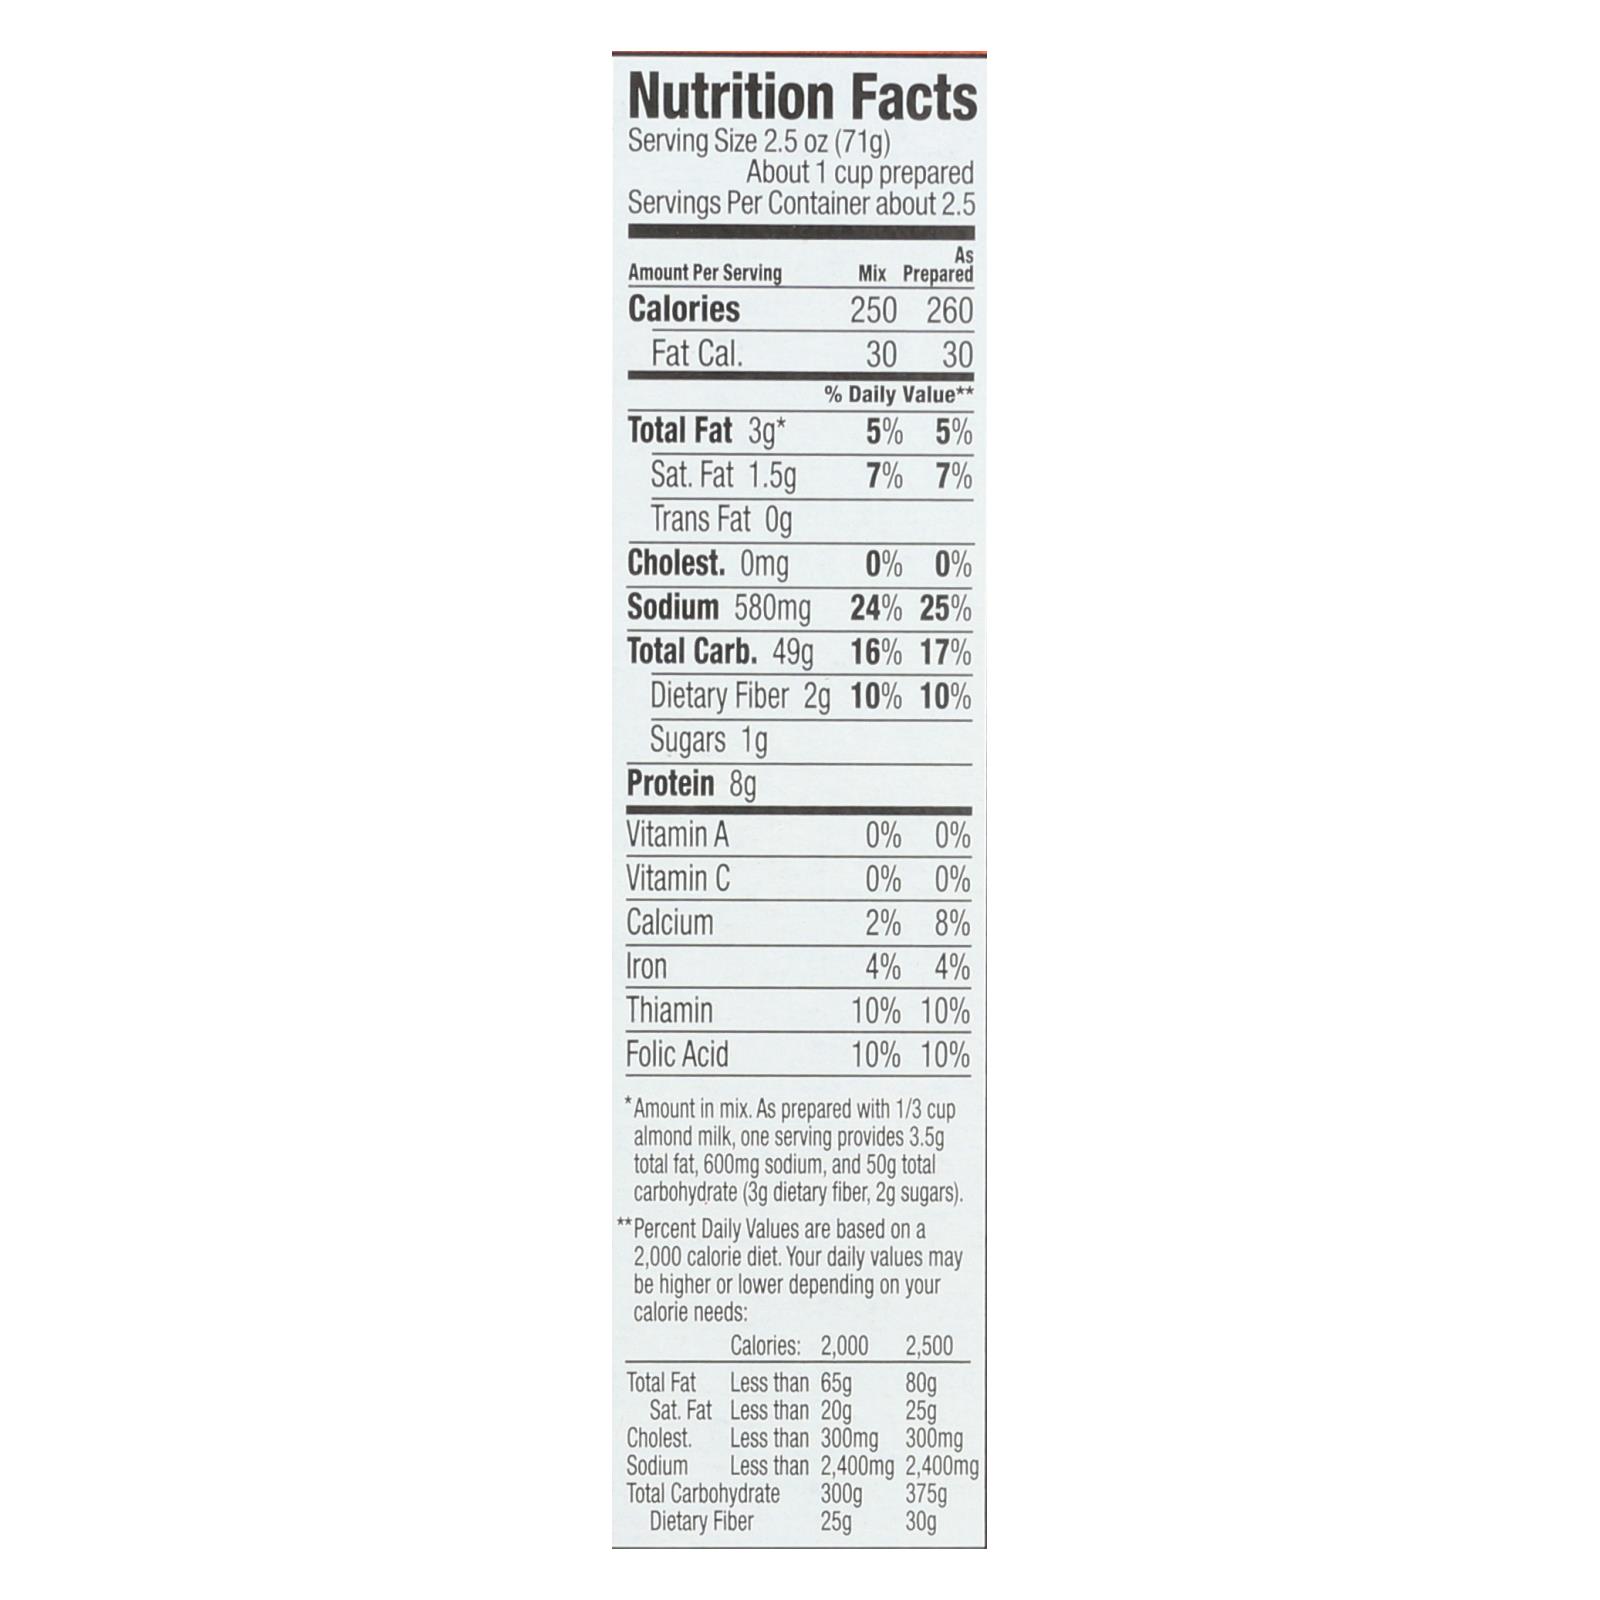 Nutrition Facts
Serving Size 2.5 oz (71g)
About 1 cup prepared
Servings Per Container about 2.5
As
Amount Per Serving Mix Prepared
Calories 250 260
Fat Cal. 30 30
% Daily Value**
Total Fat 3g* 5% 5%
Sat. Fat 1.5g 7% 7%
Trans Fat 0g
Cholest. 0mg 0% 0%
Sodium 580mg 24% 25%
Total Carb. 49g 16% 17%
Dietary Fiber 2g 10% 10%
Sugars 1g
Protein 8g
Vitamin A 0% 0%
Vitamin C 0% 0%
Calcium 2% 8%
Iron 4% 4%
Thiamin 10% 10%
Folic Acid 10% 10%
*Amount in mix. As prepared with 1/3 cup
almond milk, one serving provides 3.5g
total fat, 600mg sodium, and 50g total
carbohydrate (3g dietary fiber, 2g sugars).
**Percent Daily Values are based on a
2,000 calorie diet. Your daily values may
be higher or lower depending on your
calorie needs:
Calories: 2,000 2,500
Total Fat Less than 65g 80g
Sat. Fat Less than 20g 25g
Cholest. Less than 300mg 300mg
Sodium Less than 2,400mg 2,400mg
Total Carbohydrate 300g 375g
Dietary Fiber 25g 30g